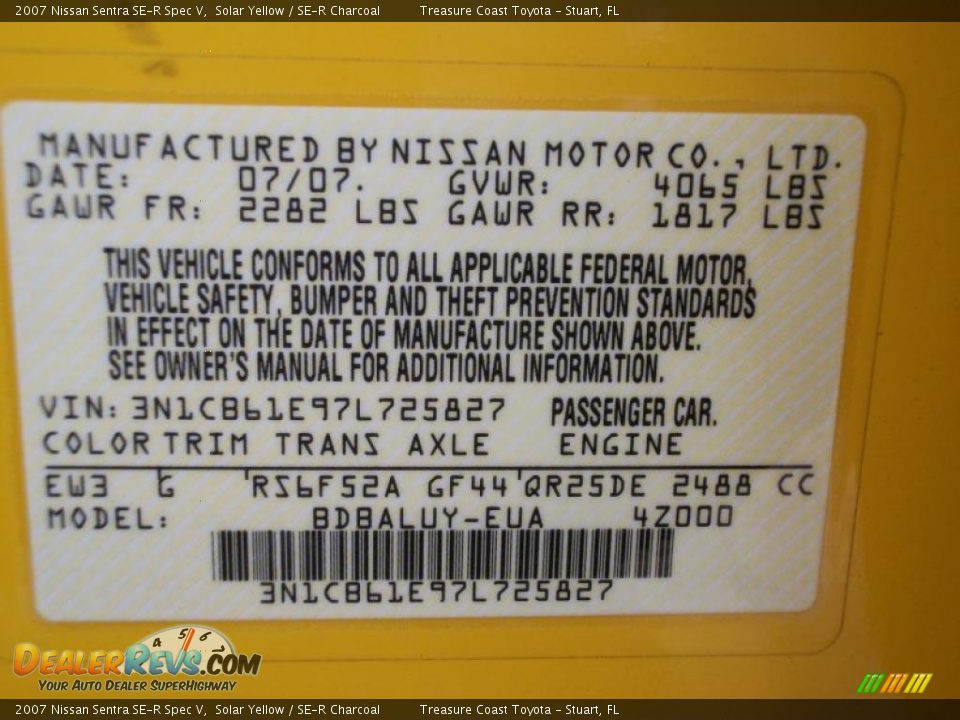 2007 Nissan Sentra SE-R Spec V, Solar Yellow / SE-R Charcoal Treasure Coast Toyota - Stuart, FL
MANUFACTURED BY NISSAN MOTOR CO., LTD.
DATE: 07/07. GVWR: 4065 LBS
GAWR FR: 2282 LBS GAWR RR: 1817 LBS
THIS VEHICLE CONFORMS TO ALL APPLICABLE FEDERAL MOTOR,
VEHICLE SAFETY, BUMPER AND THEFT PREVENTION STANDARDS
IN EFFECT ON THE DATE OF MANUFACTURE SHOWN ABOVE.
SEE OWNER'S MANUAL FOR ADDITIONAL INFORMATION.
VIN: 3N1CB61E97L725827 PASSENGER CAR.
COLOR TRIM TRANS AXLE ENGINE
EW3 G RS6F52A GF44 QR25DE 2488 CC
MODEL: BDBALUY-EUA 4Z000
3N1CB61E97L725827
4 5 6 7
DEALERREVS.COM
YOUR AUTO DEALER SUPERHIGHWAY
2007 Nissan Sentra SE-R Spec V, Solar Yellow / SE-R Charcoal Treasure Coast Toyota - Stuart, FL